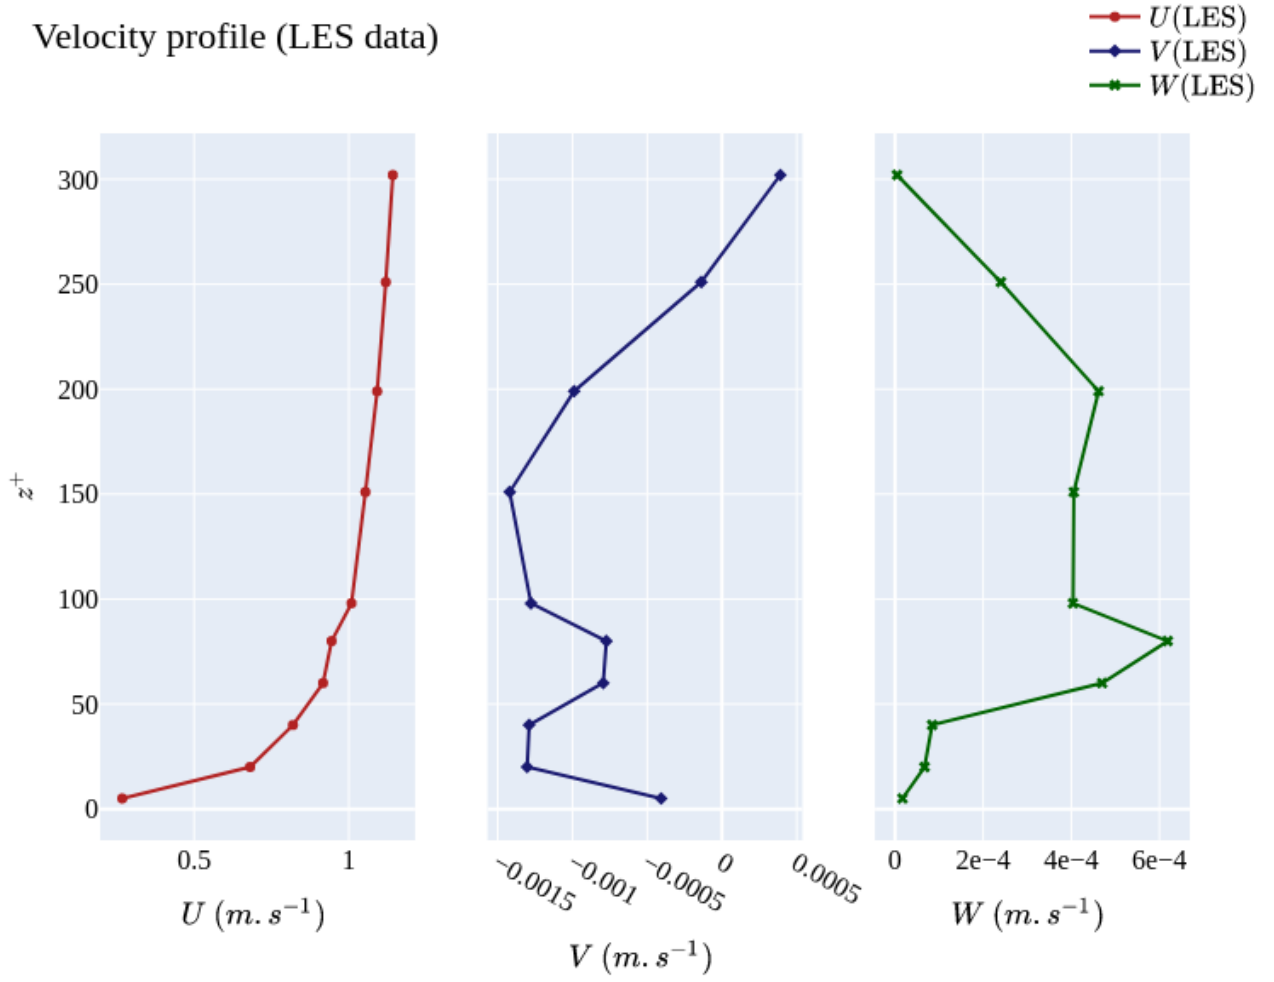 Velocity profile (LES data)
U(LES)
V(LES)
W(LES)
300
250
200
150
100
50
0
z⁺
0.5
1
U (m. s⁻¹)
−0.0015
−0.001
−0.0005
0
0.0005
V (m. s⁻¹)
0
2e−4
4e−4
6e−4
W (m. s⁻¹)